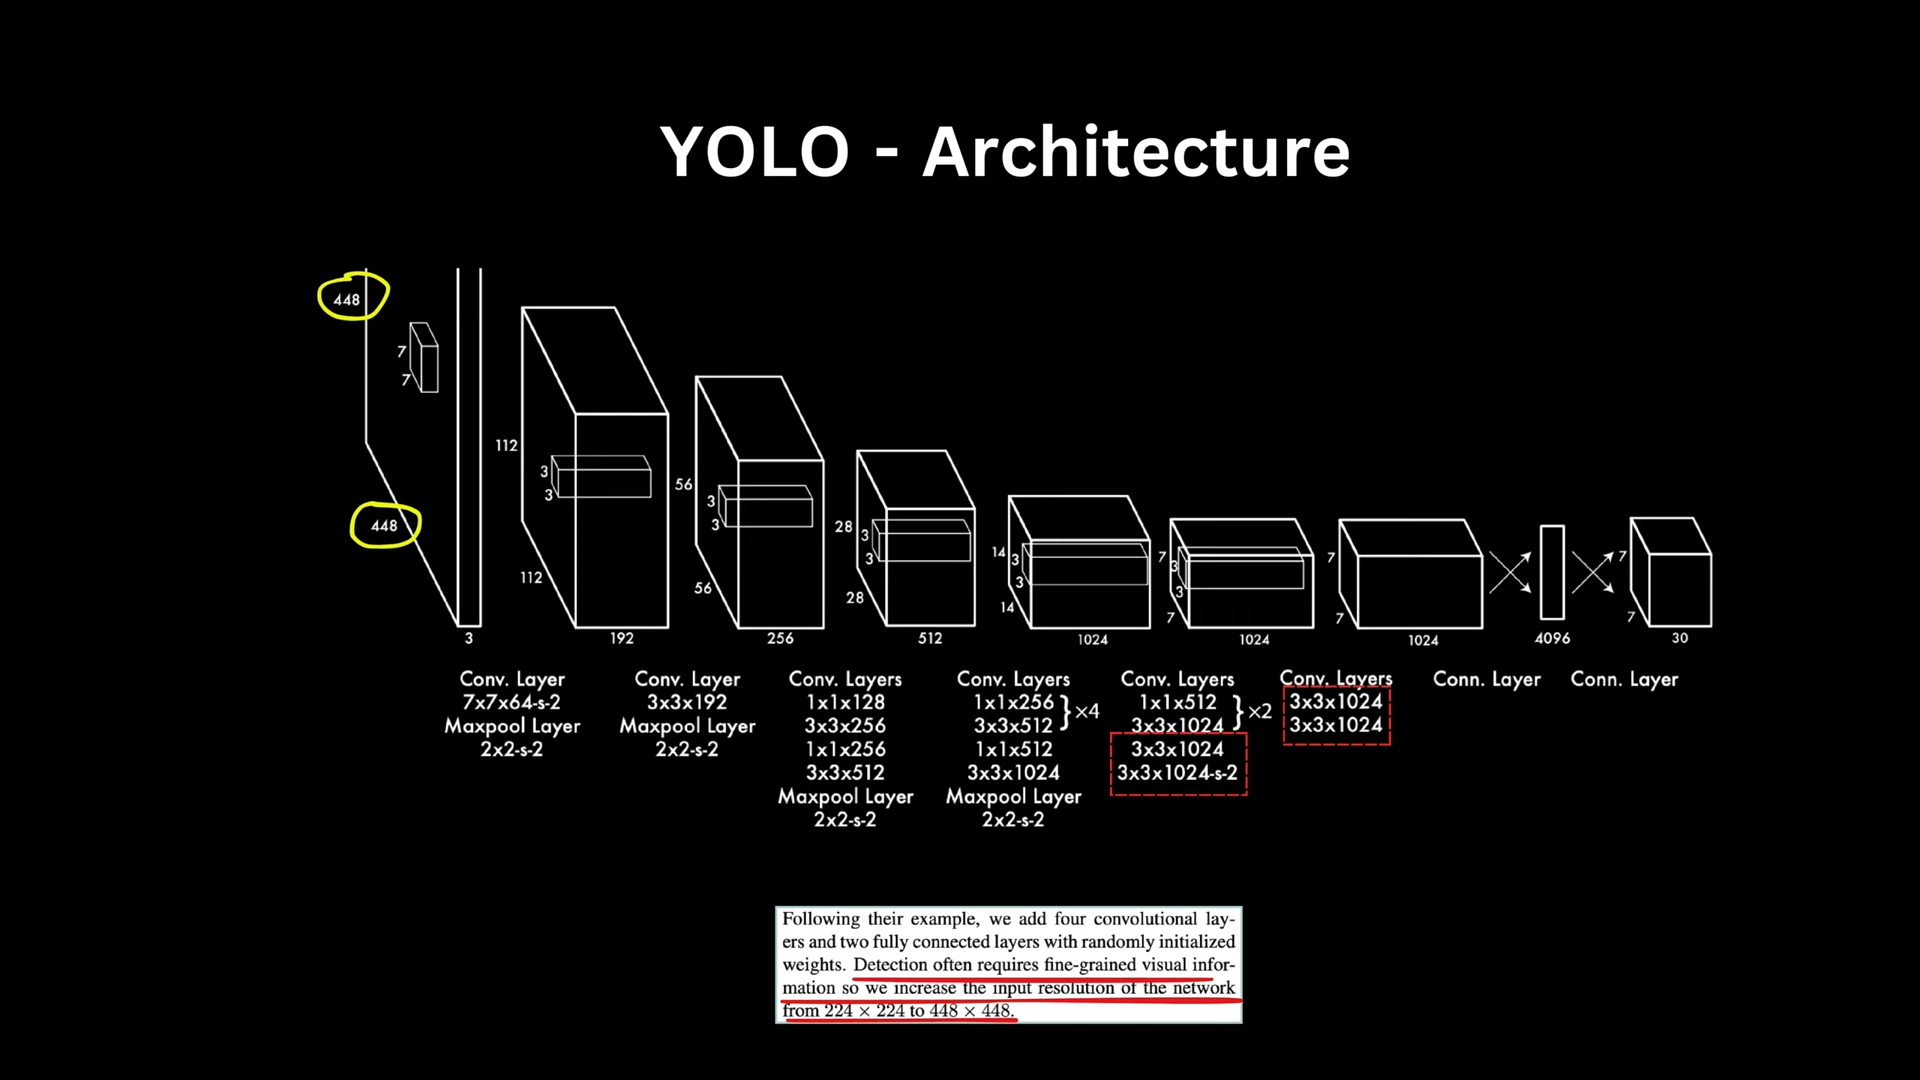 YOLO - Architecture
448
7
7
448
3
112
3
3
112
192
56
3
3
56
256
28
3
3
28
512
14
3
3
14
1024
7
3
3
7
1024
7
7
1024
4096
7
7
30
Conv. Layer
7x7x64-s-2
Maxpool Layer
2x2-s-2
Conv. Layer
3x3x192
Maxpool Layer
2x2-s-2
Conv. Layers
1x1x128
3x3x256
1x1x256
3x3x512
Maxpool Layer
2x2-s-2
Conv. Layers
1x1x256
3x3x512
}×4
1x1x512
3x3x1024
Maxpool Layer
2x2-s-2
Conv. Layers
1x1x512
3x3x1024
}×2
3x3x1024
3x3x1024-s-2
Conv. Layers
3x3x1024
3x3x1024
Conn. Layer
Conn. Layer
Following their example, we add four convolutional lay-
ers and two fully connected layers with randomly initialized
weights. Detection often requires fine-grained visual infor-
mation so we increase the input resolution of the network
from 224 × 224 to 448 × 448.